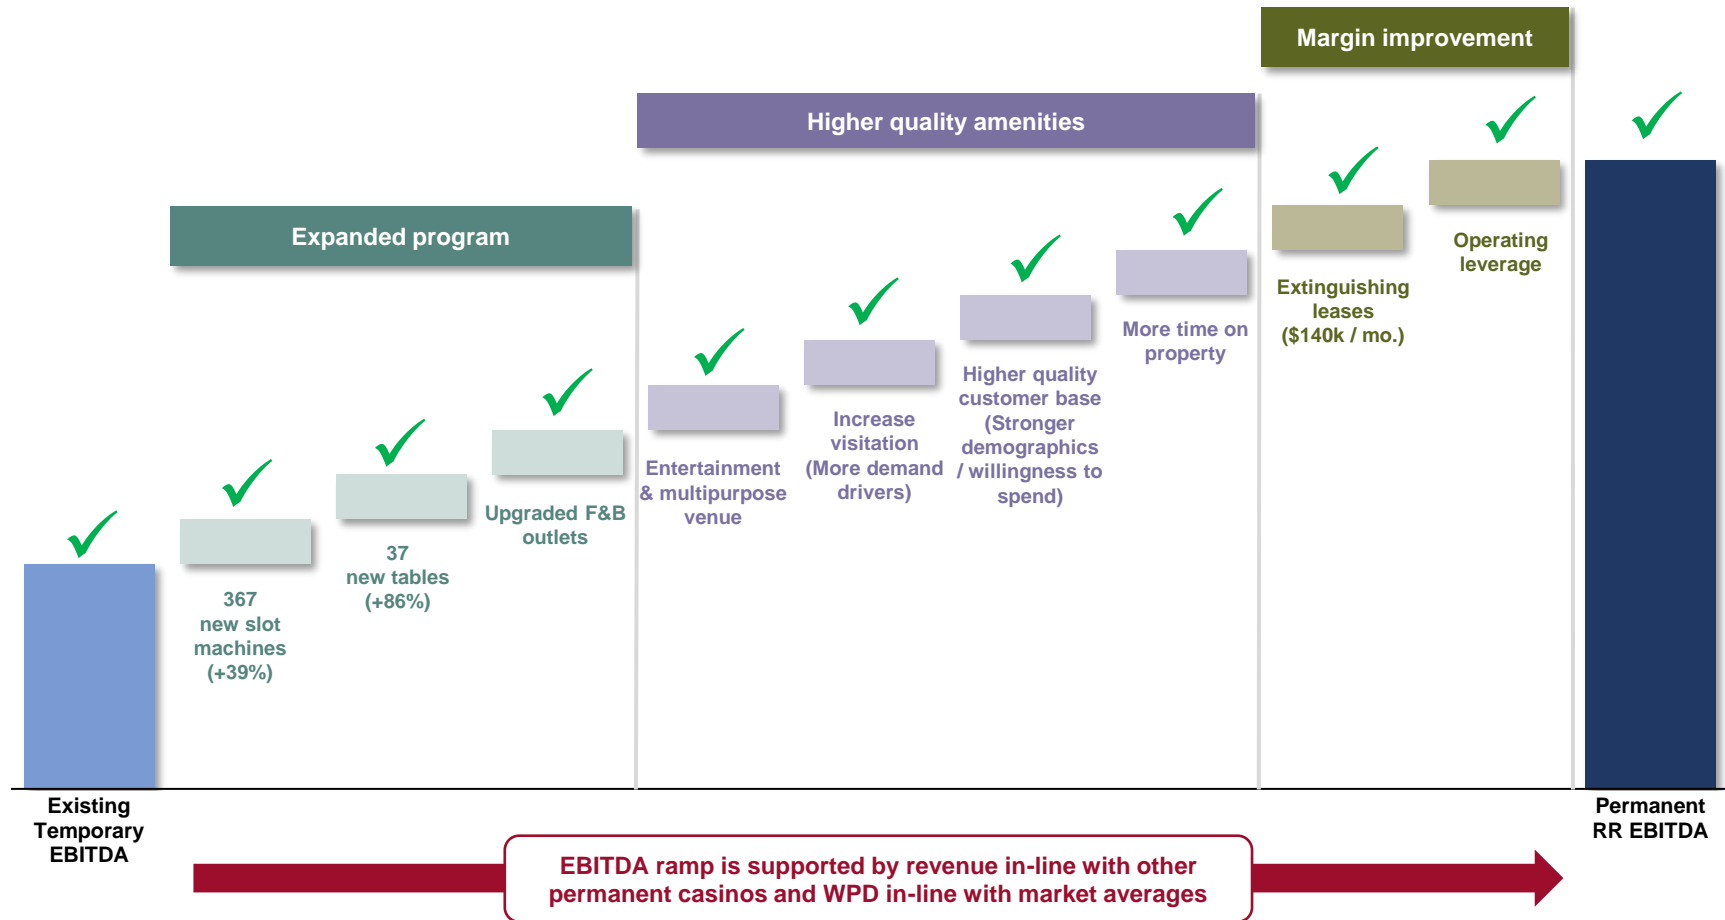 Margin improvement
Higher quality amenities
Expanded program
Operating
leverage
Extinguishing
leases
($140k / mo.)
More time on
property
Higher quality
customer base
(Stronger
demographics
/ willingness to
spend)
Increase
visitation
(More demand
drivers)
Entertainment
& multipurpose
venue
Upgraded F&B
outlets
37
new tables
(+86%)
367
new slot
machines
(+39%)
Existing
Temporary
EBITDA
Permanent
RR EBITDA
EBITDA ramp is supported by revenue in-line with other
permanent casinos and WPD in-line with market averages